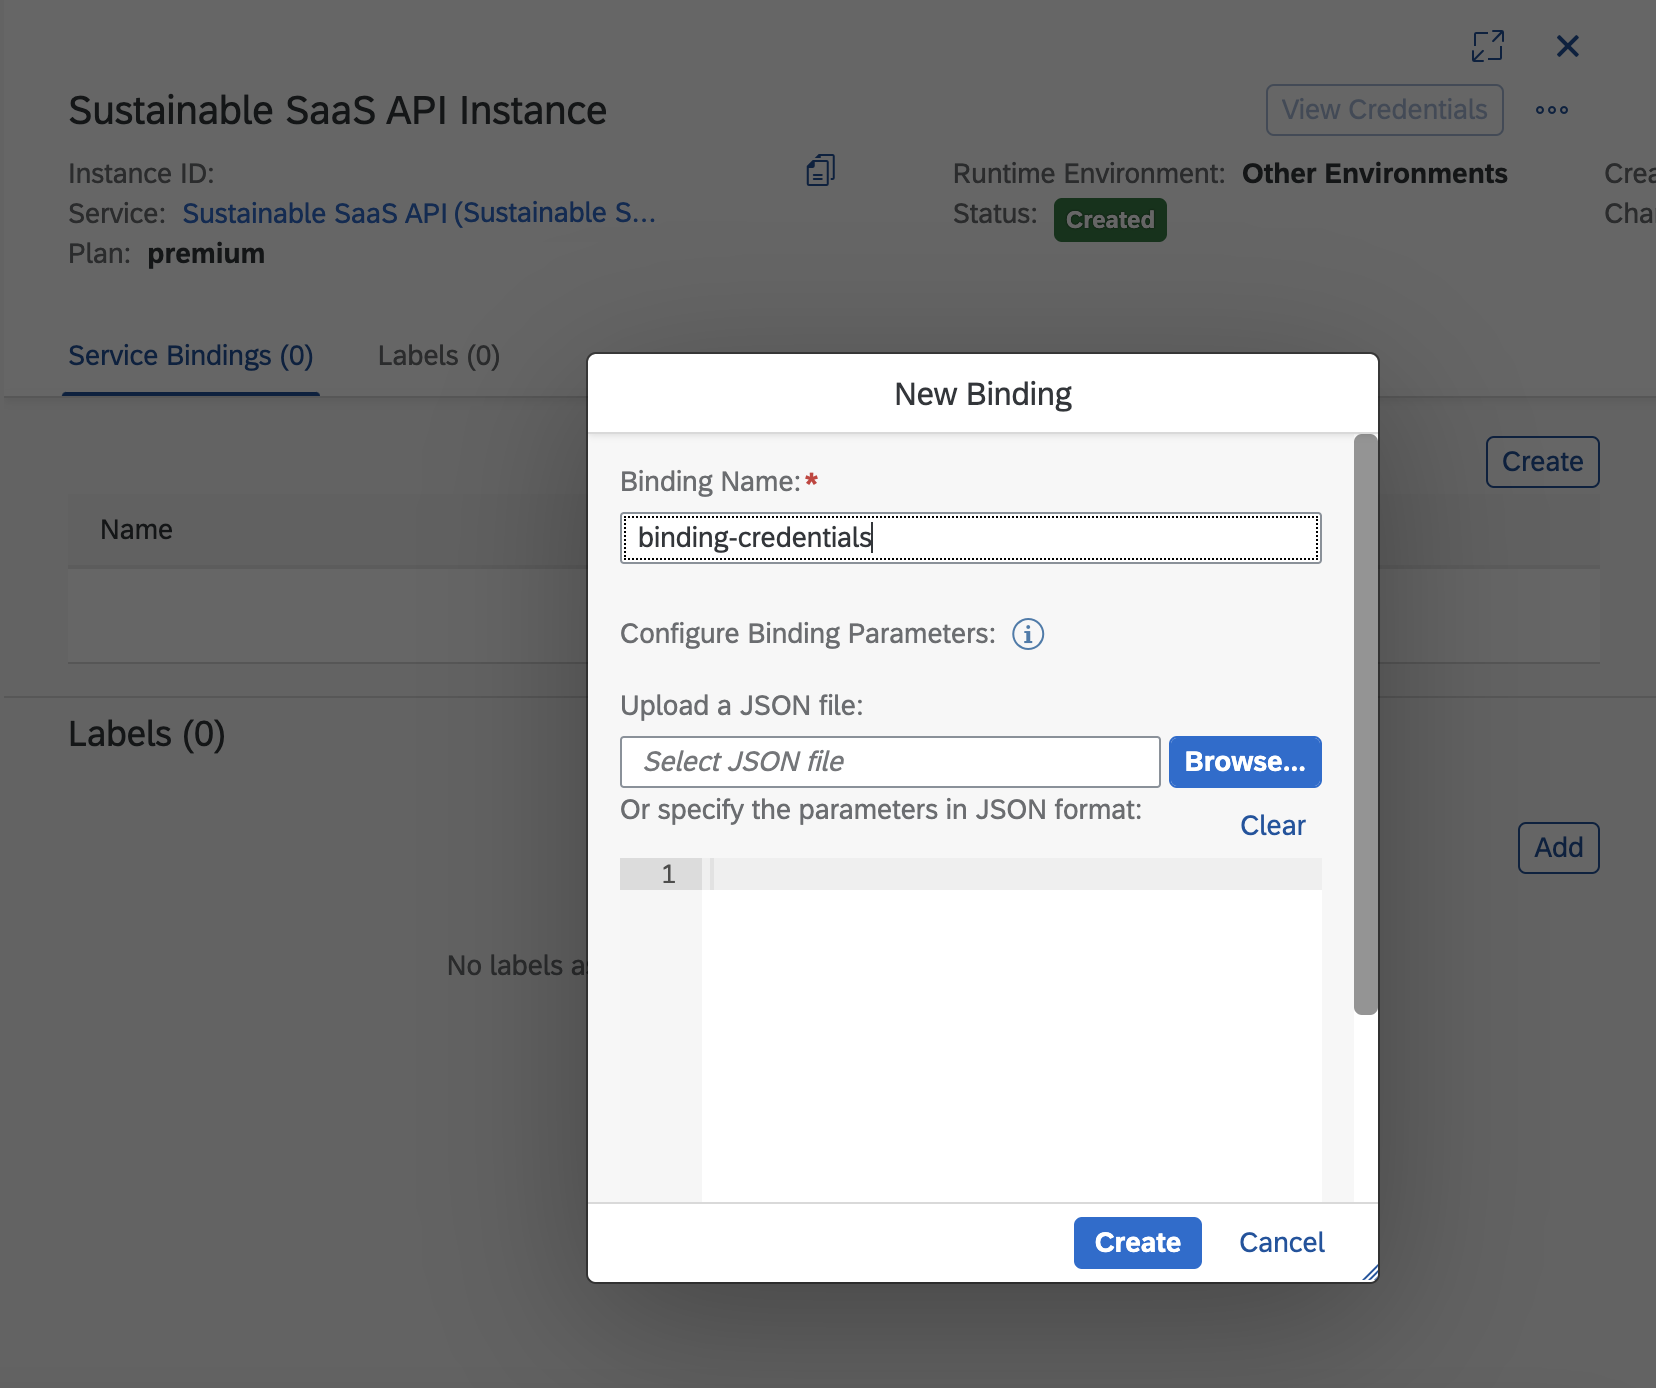 Sustainable SaaS API Instance
View Credentials
Instance ID:
Service: Sustainable SaaS API (Sustainable S...
Plan: premium
Runtime Environment: Other Environments
Status: Created
Crea
Cha
Service Bindings (0)
Labels (0)
Create
Name
Labels (0)
Add
No labels as
New Binding
Binding Name:*
binding-credentials
Configure Binding Parameters:
Upload a JSON file:
Select JSON file
Browse...
Or specify the parameters in JSON format:
Clear
1
Create
Cancel